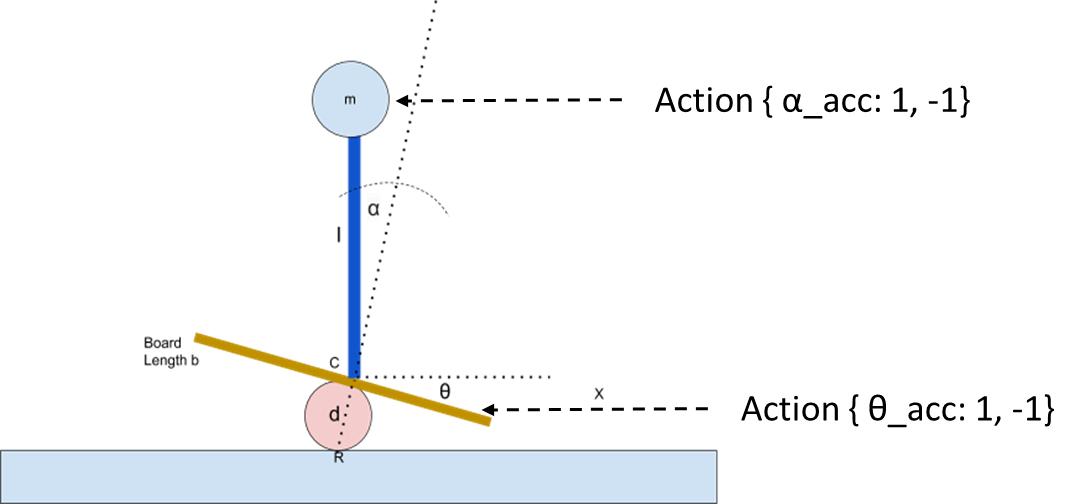 m
Action { α_acc: 1, -1}
α
l
Board
Length b
C
θ
x
d
Action { θ_acc: 1, -1}
R